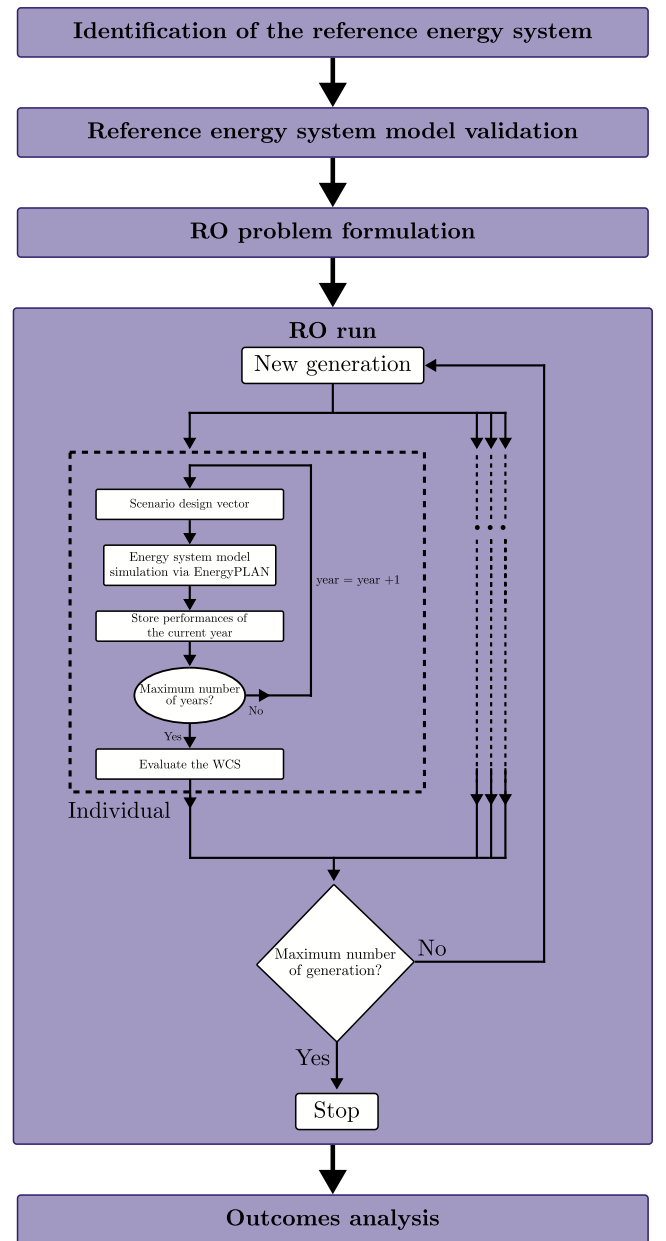 Identification of the reference energy system
Reference energy system model validation
RO problem formulation
RO run
New generation
Scenario design vector
Energy system model
simulation via EnergyPLAN
year = year +1
Store performances of
the current year
Maximum number
of years?
No
Yes
Evaluate the WCS
Individual
Maximum number
of generation?
No
Yes
Stop
Outcomes analysis